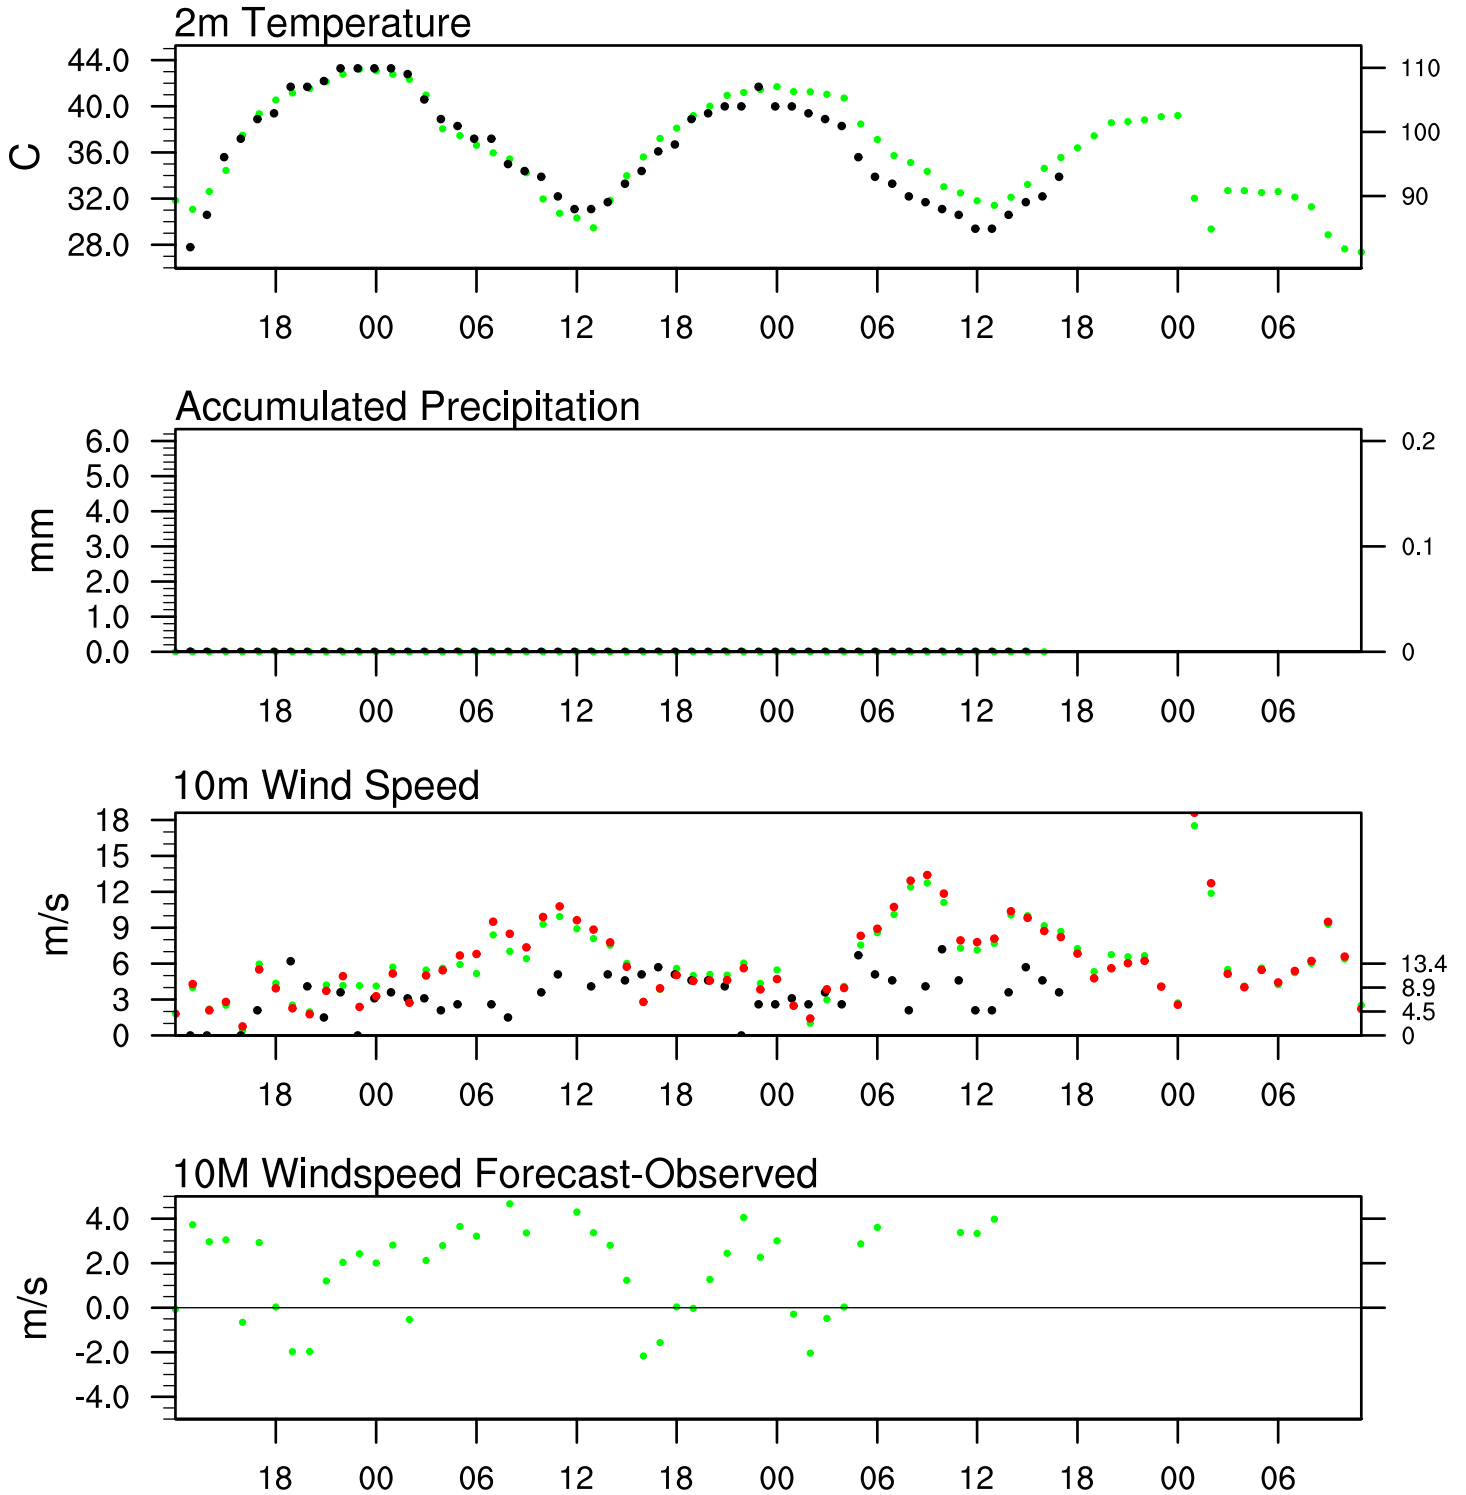 2m Temperature
44.0
40.0
36.0
32.0
28.0
C
110
100
90
18 00 06 12 18 00 06 12 18 00 06
Accumulated Precipitation
6.0
5.0
4.0
3.0
2.0
1.0
0.0
mm
0.2
0.1
0
18 00 06 12 18 00 06 12 18 00 06
10m Wind Speed
18
15
12
9
6
3
0
m/s
13.4
8.9
4.5
0
18 00 06 12 18 00 06 12 18 00 06
10M Windspeed Forecast-Observed
4.0
2.0
0.0
-2.0
-4.0
m/s
18 00 06 12 18 00 06 12 18 00 06